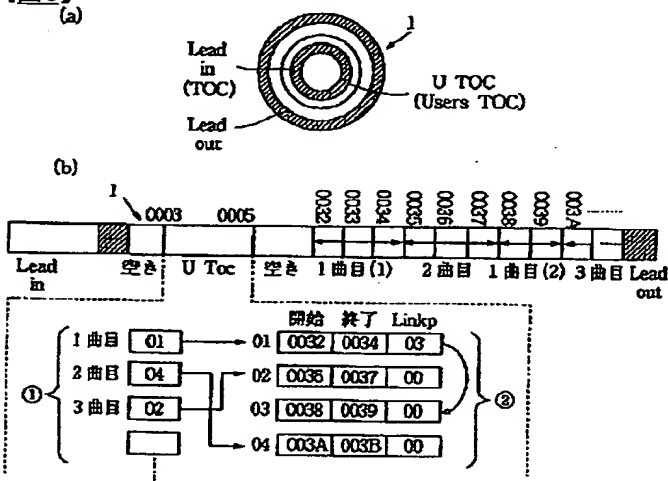 (a)
1
Lead
in
(TOC)
Lead
out
U TOC
(Users TOC)
(b)
1
0003
0005
0032
0033
0034
0035
0036
0037
0038
0039
003A
Lead
in
空き
U Toc
空き
1曲目(1)
2曲目
1曲目(2)
3曲目
Lead
out
開始 終了 Linkp
①
1曲目 01
2曲目 04
3曲目 02
01 0032 0034 03
02 0035 0037 00
03 0038 0039 00
04 003A 003B 00
②